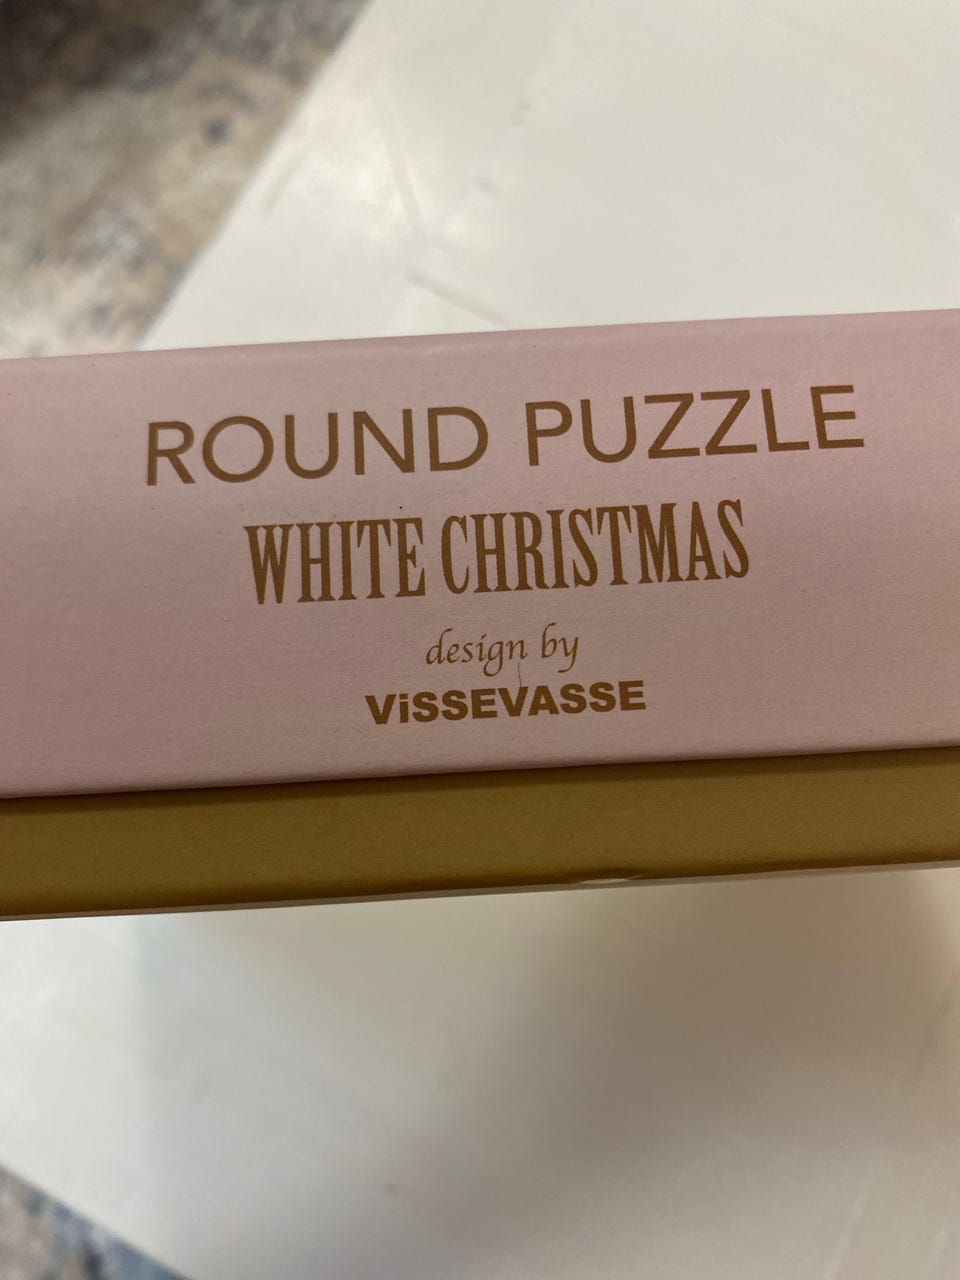 ROUND PUZZLE
WHITE CHRISTMAS
design by
ViSSEVASSE